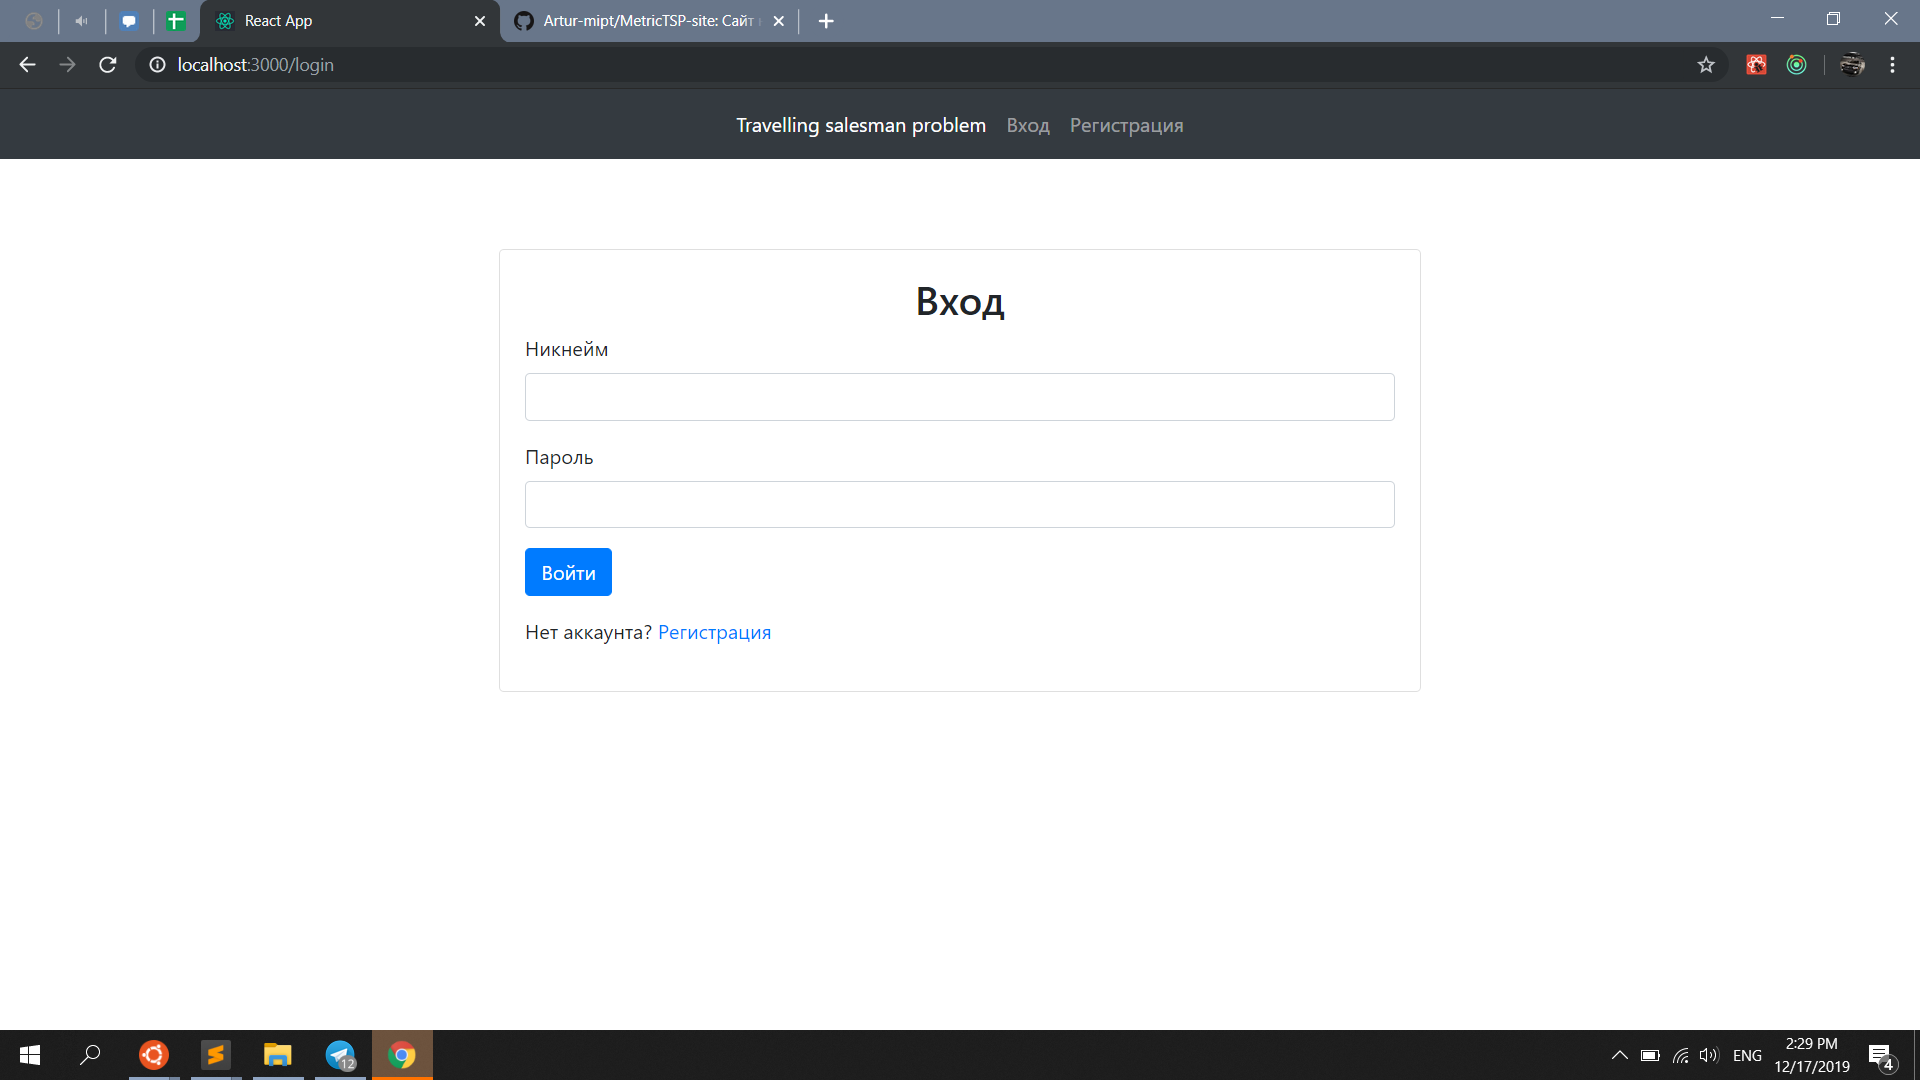 React App
Artur-mipt/MetricTSP-site: Сайт
localhost:3000/login
Travelling salesman problem Вход Регистрация
Вход
Никнейм
Пароль
Войти
Нет аккаунта? Регистрация
12
ENG
2:29 PM
12/17/2019
4